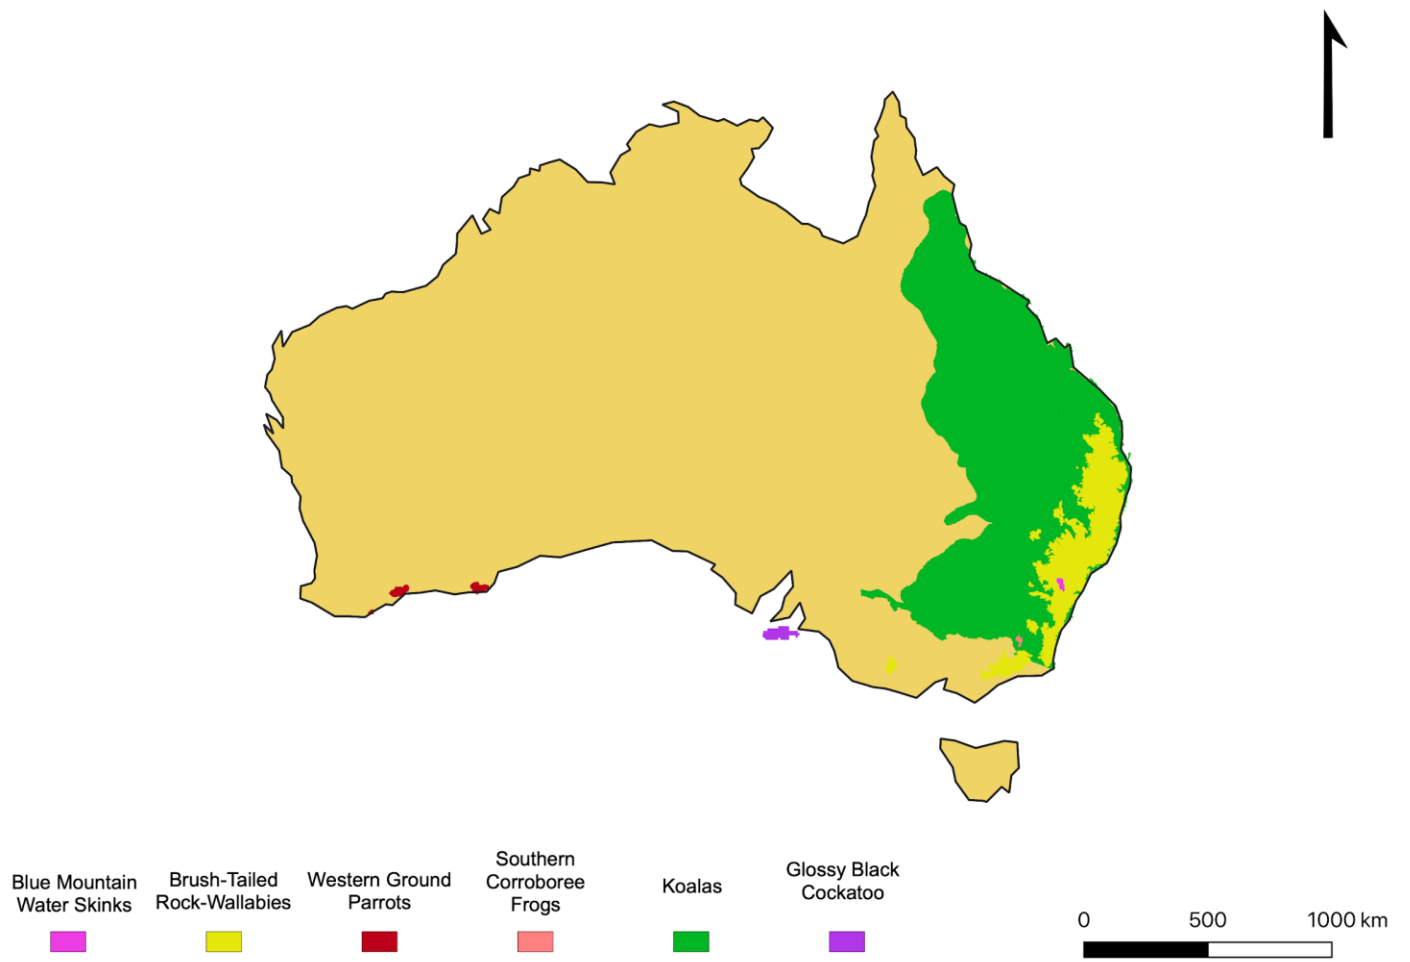 Blue Mountain
Water Skinks
Brush-Tailed
Rock-Wallabies
Western Ground
Parrots
Southern
Corroboree
Frogs
Koalas
Glossy Black
Cockatoo
0 500 1000 km